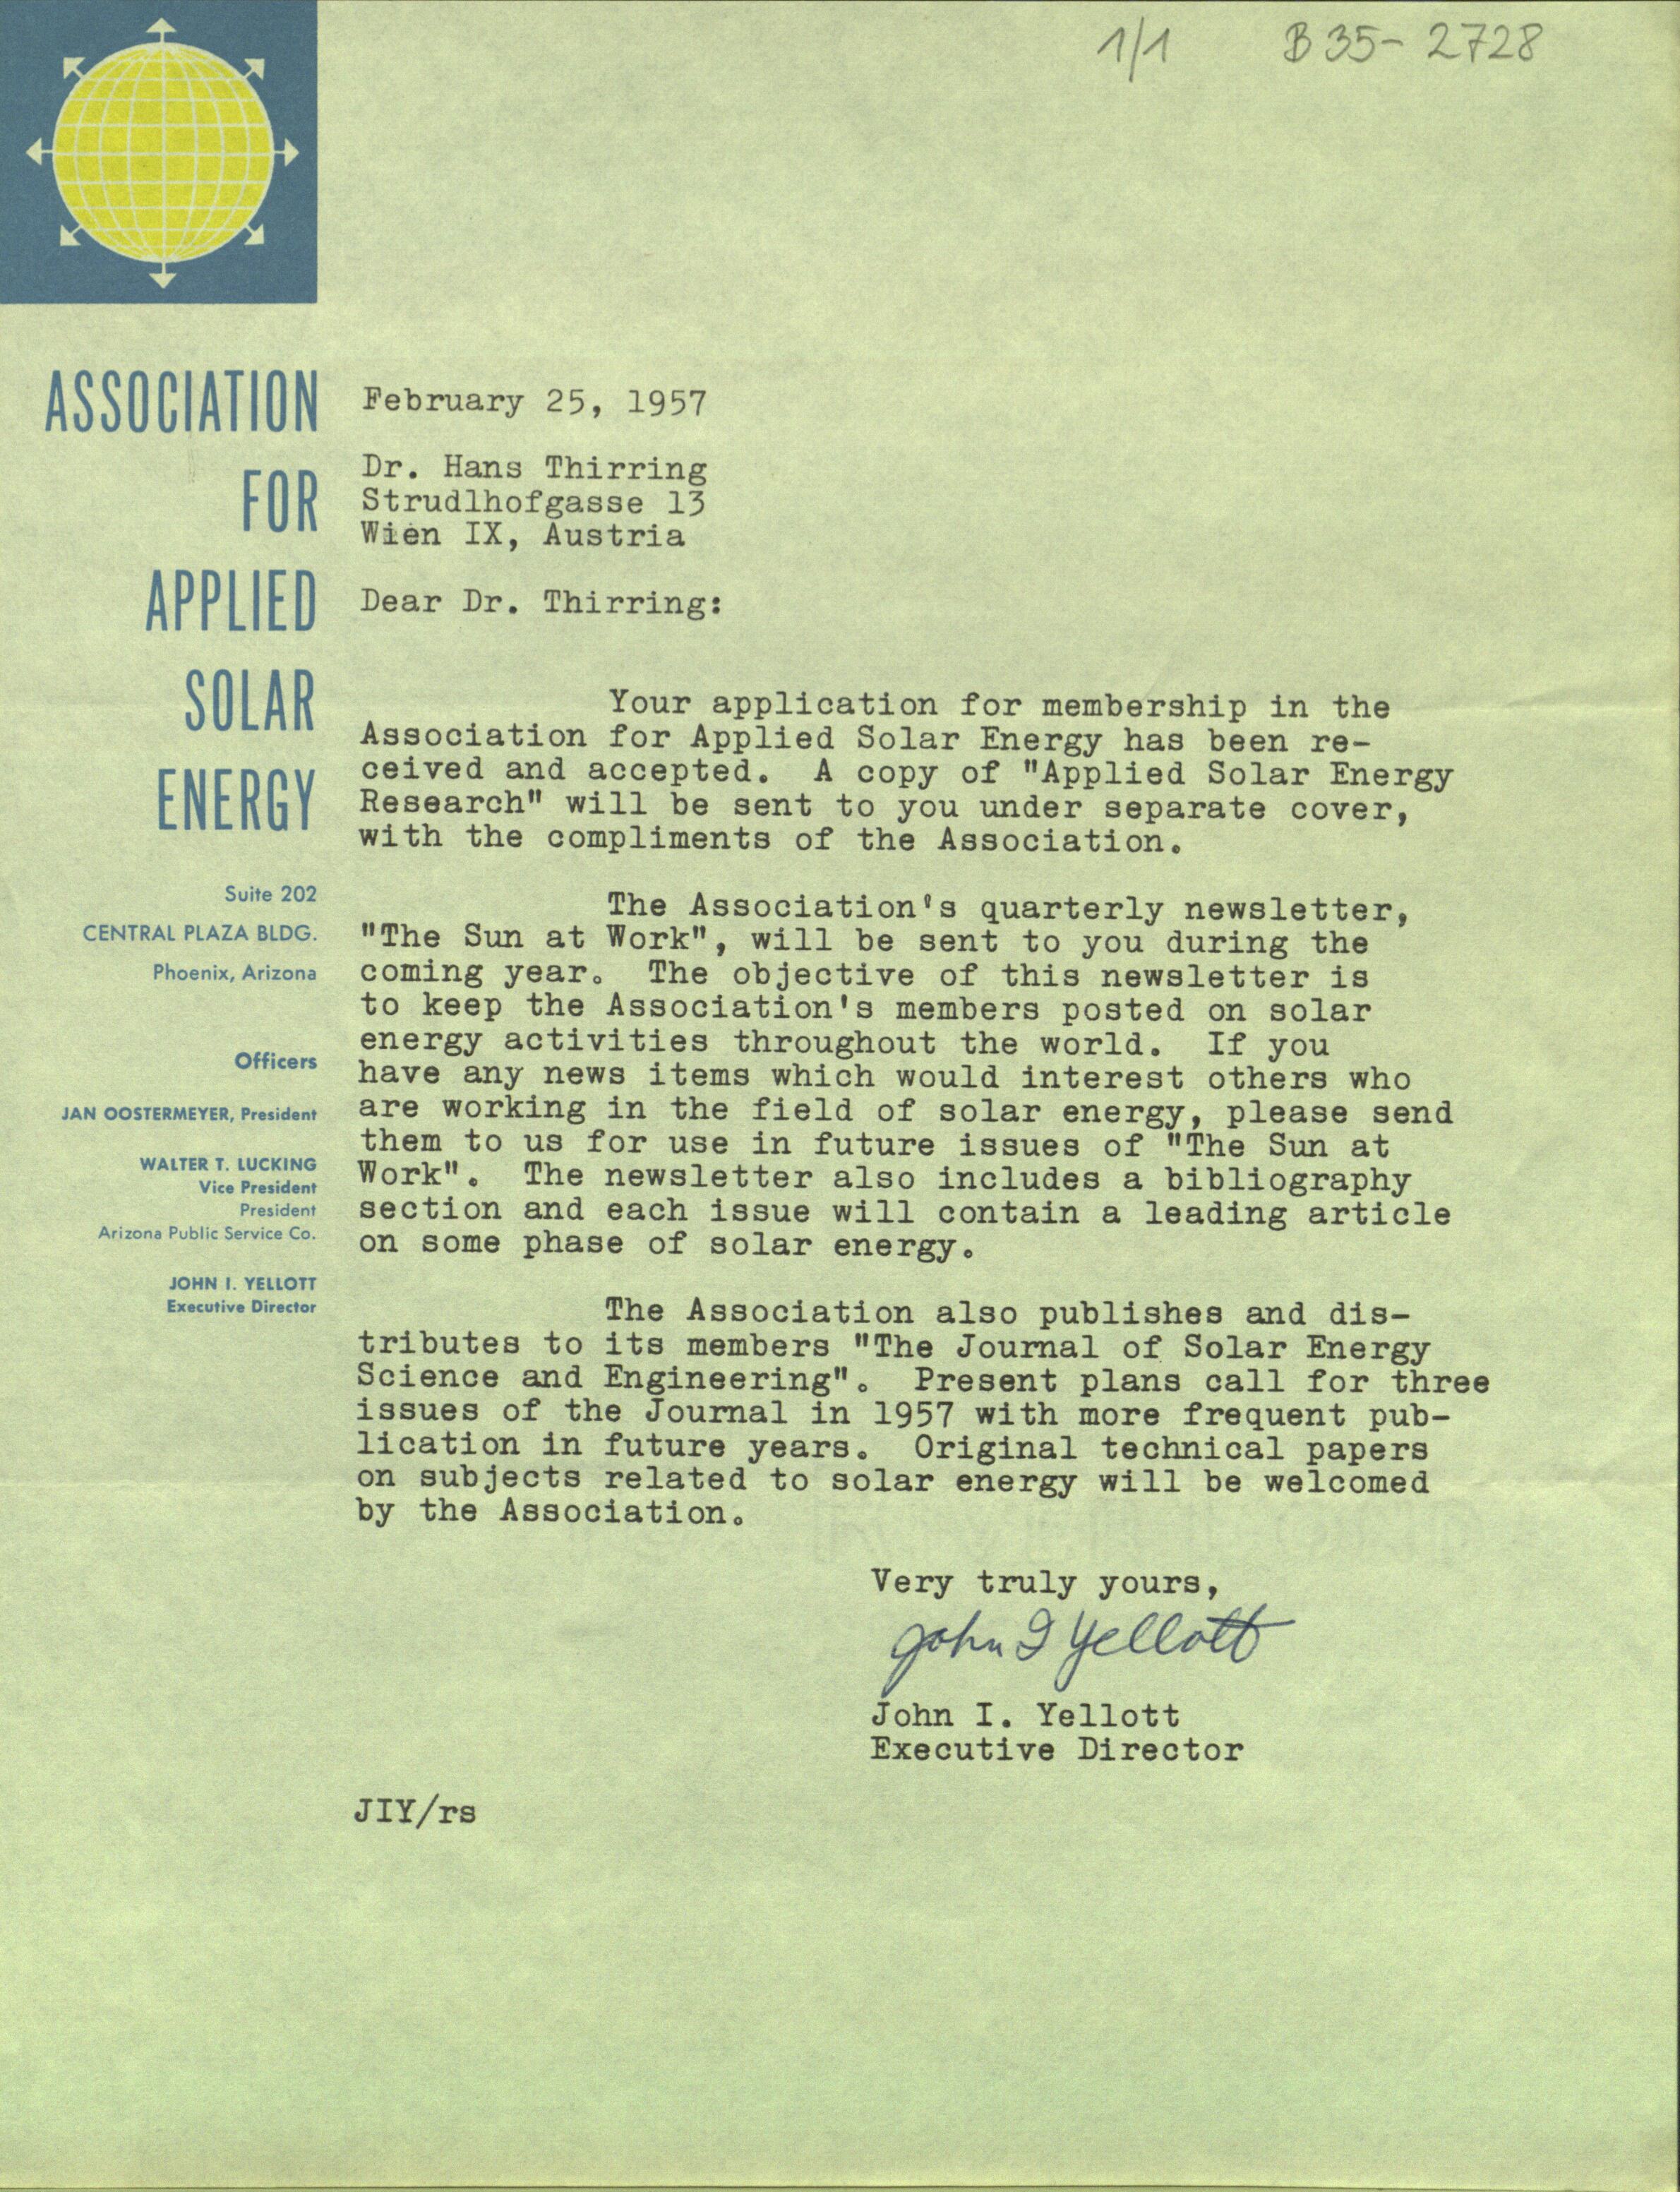 1/1 B 35-2728
ASSOCIATION
FOR
APPLIED
SOLAR
ENERGY
Suite 202
CENTRAL PLAZA BLDG.
Phoenix, Arizona
Officers
JAN OOSTERMEYER, President
WALTER T. LUCKING
Vice President
President
Arizona Public Service Co.
JOHN I. YELLOTT
Executive Director
February 25, 1957
Dr. Hans Thirring
Strudlhofgasse 13
Wien IX, Austria
Dear Dr. Thirring:
Your application for membership in the
Association for Applied Solar Energy has been re-
ceived and accepted. A copy of "Applied Solar Energy
Research" will be sent to you under separate cover,
with the compliments of the Association.
The Association's quarterly newsletter,
"The Sun at Work", will be sent to you during the
coming year. The objective of this newsletter is
to keep the Association's members posted on solar
energy activities throughout the world. If you
have any news items which would interest others who
are working in the field of solar energy, please send
them to us for use in future issues of "The Sun at
Work". The newsletter also includes a bibliography
section and each issue will contain a leading article
on some phase of solar energy.
The Association also publishes and dis-
tributes to its members "The Journal of Solar Energy
Science and Engineering". Present plans call for three
issues of the Journal in 1957 with more frequent pub-
lication in future years. Original technical papers
on subjects related to solar energy will be welcomed
by the Association.
Very truly yours,
John I Yellott
John I. Yellott
Executive Director
JIY/rs